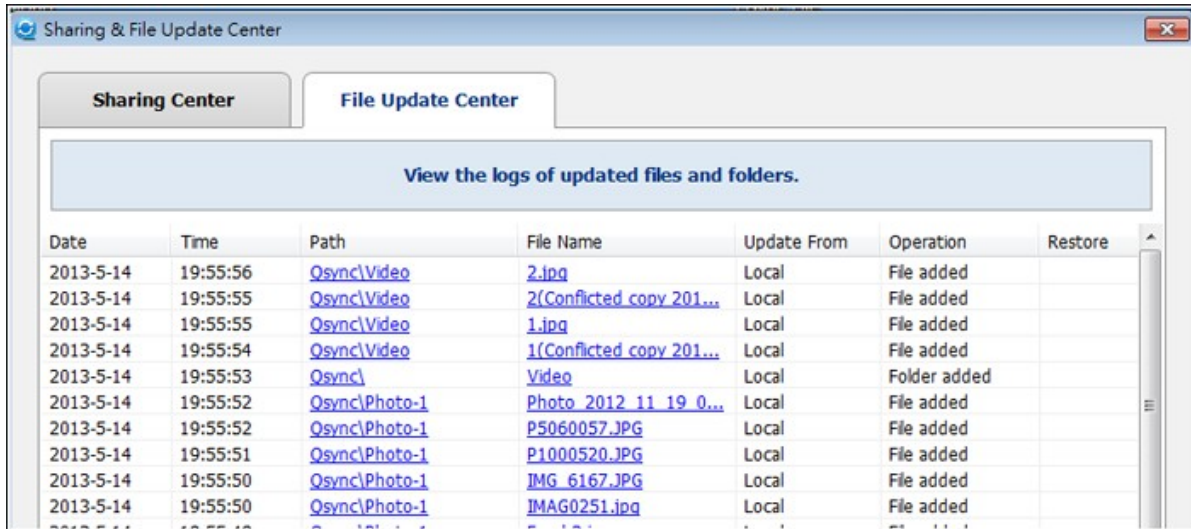 Sharing & File Update Center
Sharing Center File Update Center
View the logs of updated files and folders.
Date Time Path File Name Update From Operation Restore
2013-5-14 19:55:56 Qsync\Video 2.jpg Local File added
2013-5-14 19:55:55 Qsync\Video 2(Conflicted copy 201... Local File added
2013-5-14 19:55:55 Qsync\Video 1.jpg Local File added
2013-5-14 19:55:54 Qsync\Video 1(Conflicted copy 201... Local File added
2013-5-14 19:55:53 Qsync\ Video Local Folder added
2013-5-14 19:55:52 Qsync\Photo-1 Photo_2012_11_19_0... Local File added
2013-5-14 19:55:52 Qsync\Photo-1 P5060057.JPG Local File added
2013-5-14 19:55:51 Qsync\Photo-1 P1000520.JPG Local File added
2013-5-14 19:55:50 Qsync\Photo-1 IMG_6167.JPG Local File added
2013-5-14 19:55:50 Qsync\Photo-1 IMAG0251.jpg Local File added